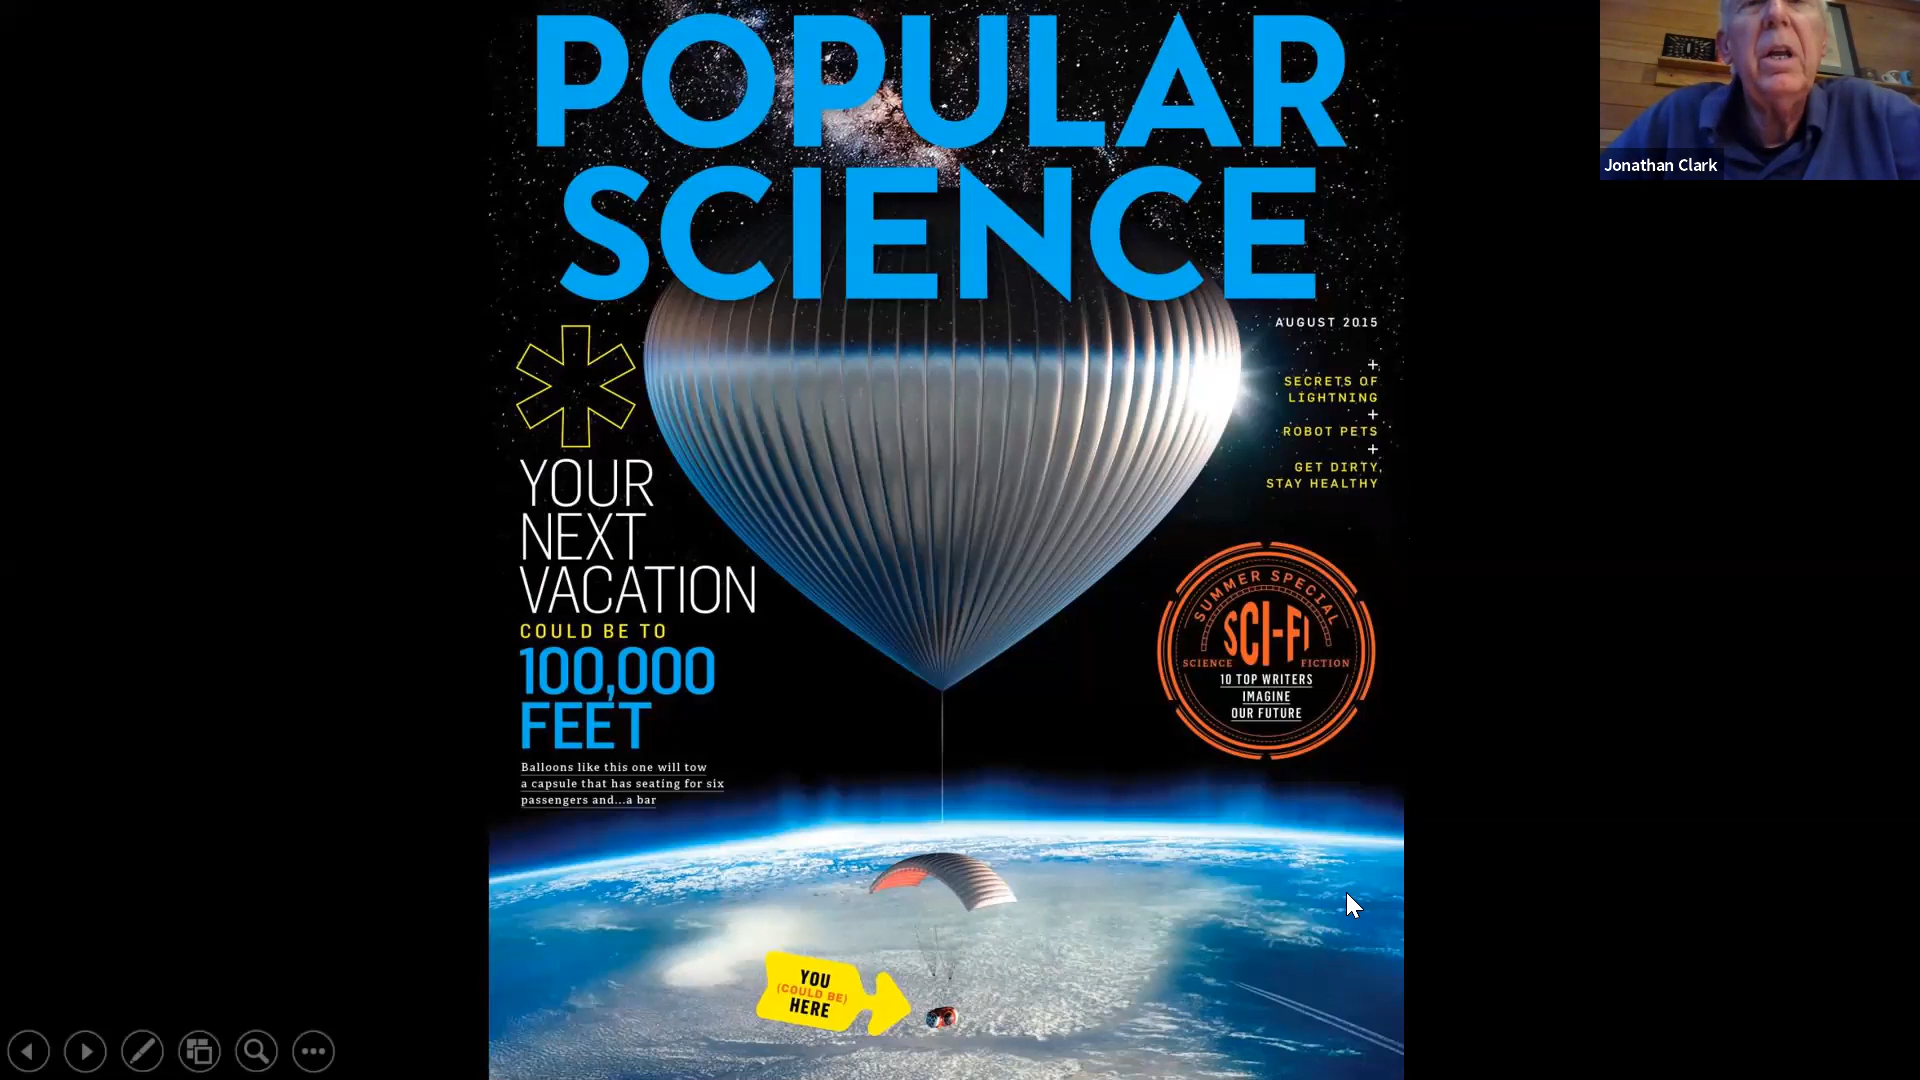 POPULAR
SCIENCE
AUGUST 2015
+
SECRETS OF
LIGHTNING
+
ROBOT PETS
+
GET DIRTY,
STAY HEALTHY
YOUR
NEXT
VACATION
COULD BE TO
100,000
FEET
Balloons like this one will tow
a capsule that has seating for six
passengers and...a bar
SUMMER SPECIAL
SCI-FI
SCIENCE FICTION
10 TOP WRITERS
IMAGINE
OUR FUTURE
YOU
(COULD BE)
HERE
Jonathan Clark